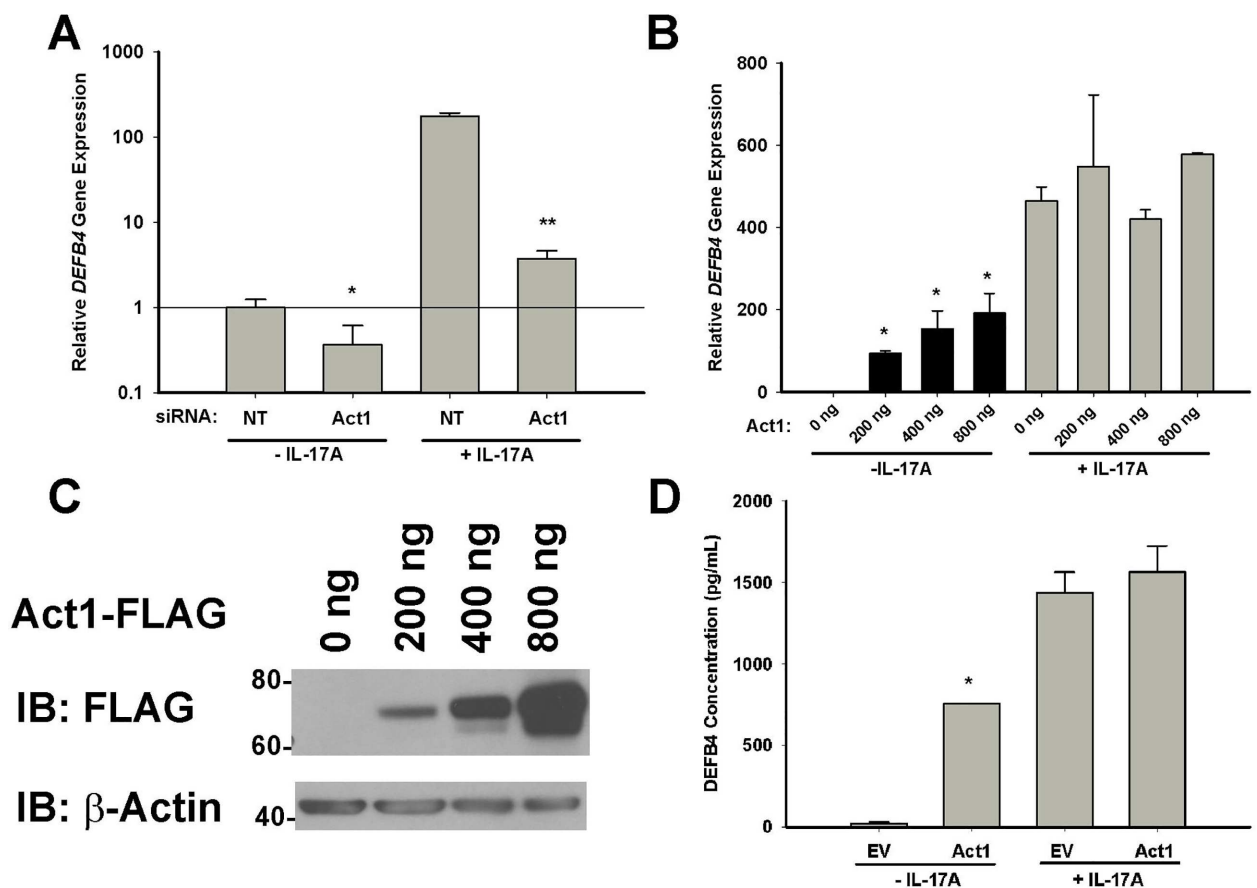 A
Relative DEFB4 Gene Expression
1000
100
10
1
0.1
*
**
siRNA: NT Act1 NT Act1
- IL-17A + IL-17A
B
Relative DEFB4 Gene Expression
800
600
400
200
0
* * *
Act1: 0 ng 200 ng 400 ng 800 ng 0 ng 200 ng 400 ng 800 ng
-IL-17A + IL-17A
C
Act1-FLAG 0 ng 200 ng 400 ng 800 ng
IB: FLAG
80-
60-
IB: β-Actin
40-
D
DEFB4 Concentration (pg/mL)
2000
1500
1000
500
0
*
EV Act1 EV Act1
- IL-17A + IL-17A